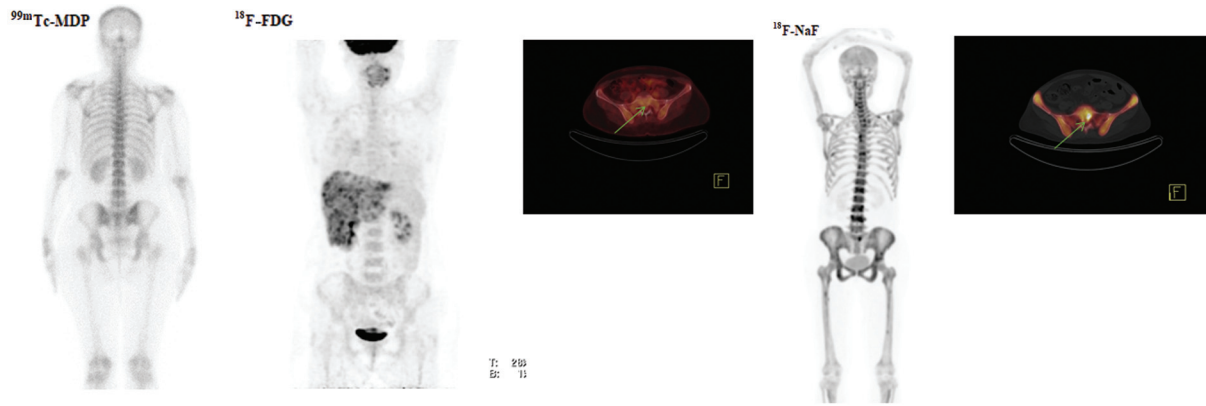 ⁹⁹ᵐTc-MDP
¹⁸F-FDG
¹⁸F-NaF
F
F
T:
B: